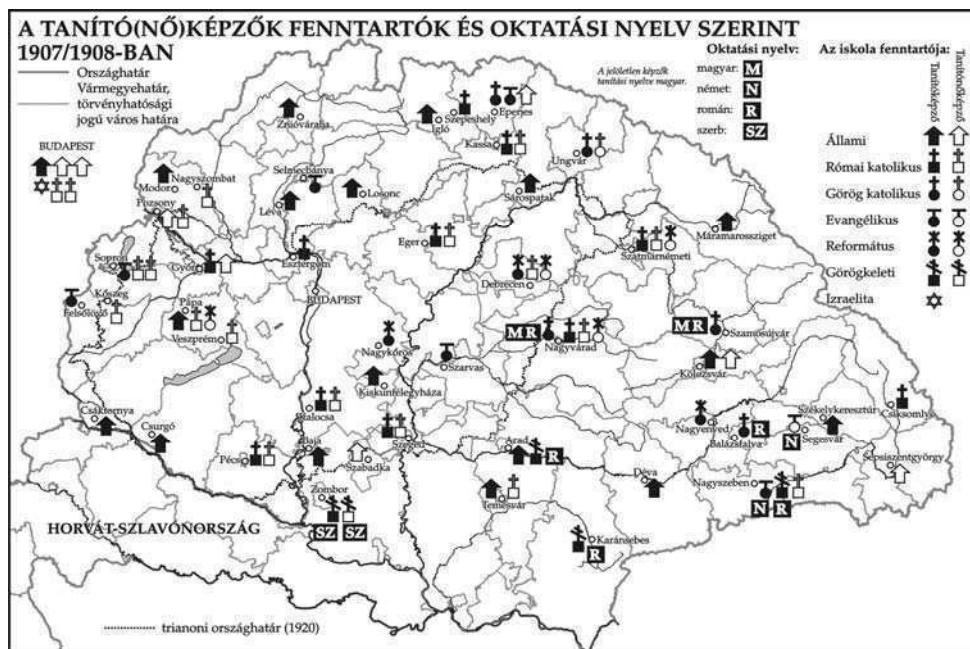 A TANÍTÓ(NŐ)KÉPZŐK FENNTARTÓK ÉS OKTATÁSI NYELV SZERINT
1907/1908-BAN
Országhatár
Vármegyehatár,
törvényhatósági
jogú város határa
A jelöletlen képzők
tanítási nyelve magyar.
Oktatási nyelv:
magyar: M
német: N
román: R
szerb: SZ
Az iskola fenntartója:
Tanítóképző
Tanítónőképző
Állami
Római katolikus
Görög katolikus
Evangélikus
Református
Görögkeleti
Izraelita
BUDAPEST
Znióváralja
Szepeshely
Igló
Eperjes
Kassa
Ungvár
Modor
Nagyszombat
Pozsony
Selmecbánya
Léva
Losonc
Sárospatak
Máramarossziget
Eger
Szatmárnémeti
Sopron
Győr
Esztergom
BUDAPEST
Debrecen
Kőszeg
Felsőlövő
Pápa
Veszprém
Nagykőrös
Szarvas
M R
Nagyvárad
M R
Szamosújvár
Kolozsvár
Kiskunfélegyháza
Csáktornya
Csurgó
Kalocsa
Szeged
Nagyenyed
Balázsfalva
R
N
Segesvár
Székelykeresztúr
Csiksomlyó
Pécs
Baja
Szabadka
Arad
R
Déva
Nagyszeben
N R
Sepsiszentgyörgy
Zombor
SZ SZ
Temesvár
Karánsebes
R
HORVÁT-SZLAVÓNORSZÁG
trianoni országhatár (1920)